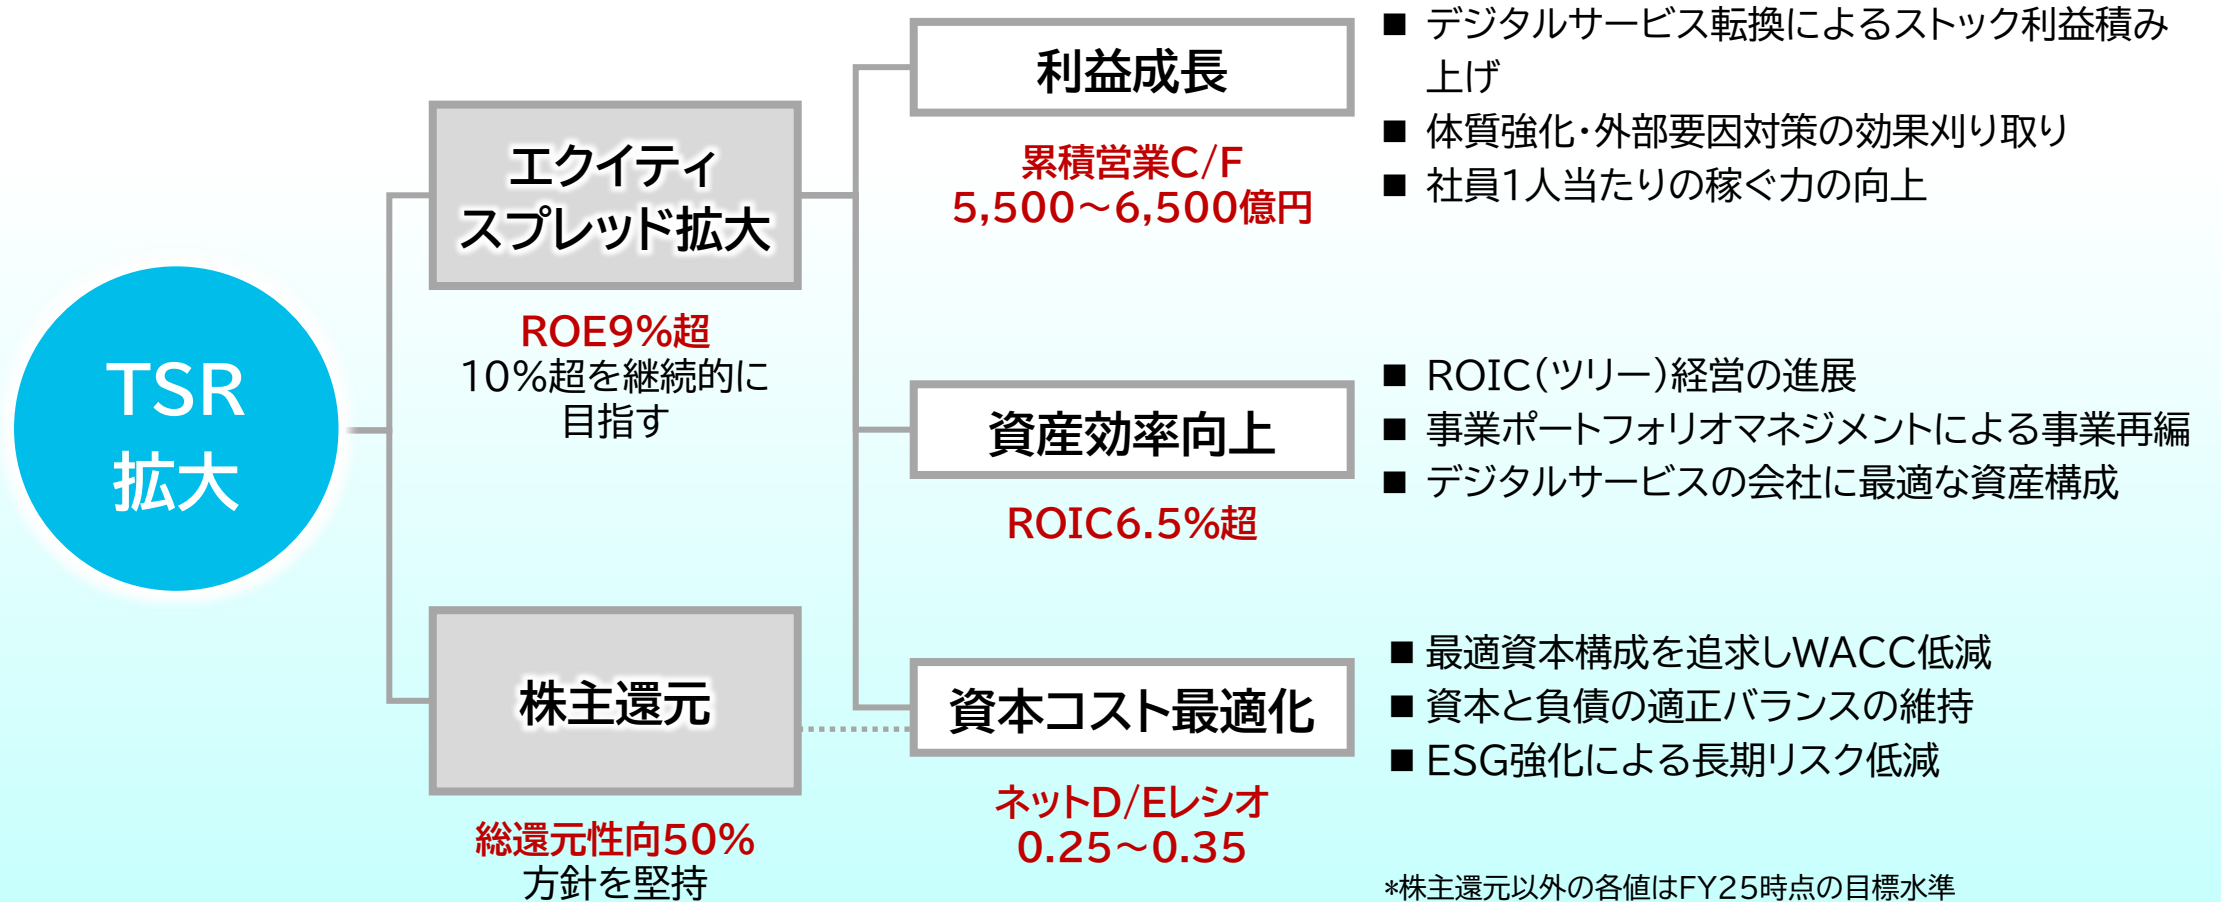 TSR
拡大
エクイティ
スプレッド拡大
ROE9%超
10%超を継続的に
目指す
株主還元
総還元性向50%
方針を堅持
利益成長
累積営業C/F
5,500～6,500億円
■ デジタルサービス転換によるストック利益積み
上げ
■ 体質強化・外部要因対策の効果刈り取り
■ 社員1人当たりの稼ぐ力の向上
資産効率向上
ROIC6.5%超
■ ROIC(ツリー)経営の進展
■ 事業ポートフォリオマネジメントによる事業再編
■ デジタルサービスの会社に最適な資産構成
資本コスト最適化
ネットD/Eレシオ
0.25～0.35
■ 最適資本構成を追求しWACC低減
■ 資本と負債の適正バランスの維持
■ ESG強化による長期リスク低減
*株主還元以外の各値はFY25時点の目標水準